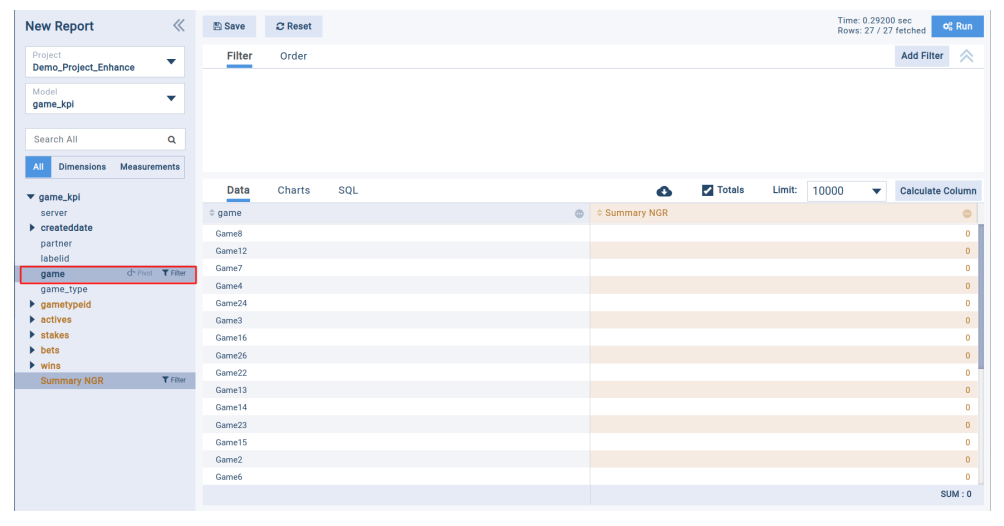 New Report
Save Reset
Time: 0.29200 sec
Rows: 27 / 27 fetched
Run
Project
Demo_Project_Enhance
Model
game_kpi
Search All
All Dimensions Measurements
game_kpi
server
createddate
partner
labelid
game Pivot Filter
game_type
gametypeid
actives
stakes
bets
wins
Summary NGR Filter
Filter Order Add Filter
Data Charts SQL Totals Limit: 10000 Calculate Column
game Summary NGR
Game8 0
Game12 0
Game7 0
Game4 0
Game24 0
Game3 0
Game16 0
Game26 0
Game22 0
Game13 0
Game14 0
Game23 0
Game15 0
Game2 0
Game6 0
SUM : 0